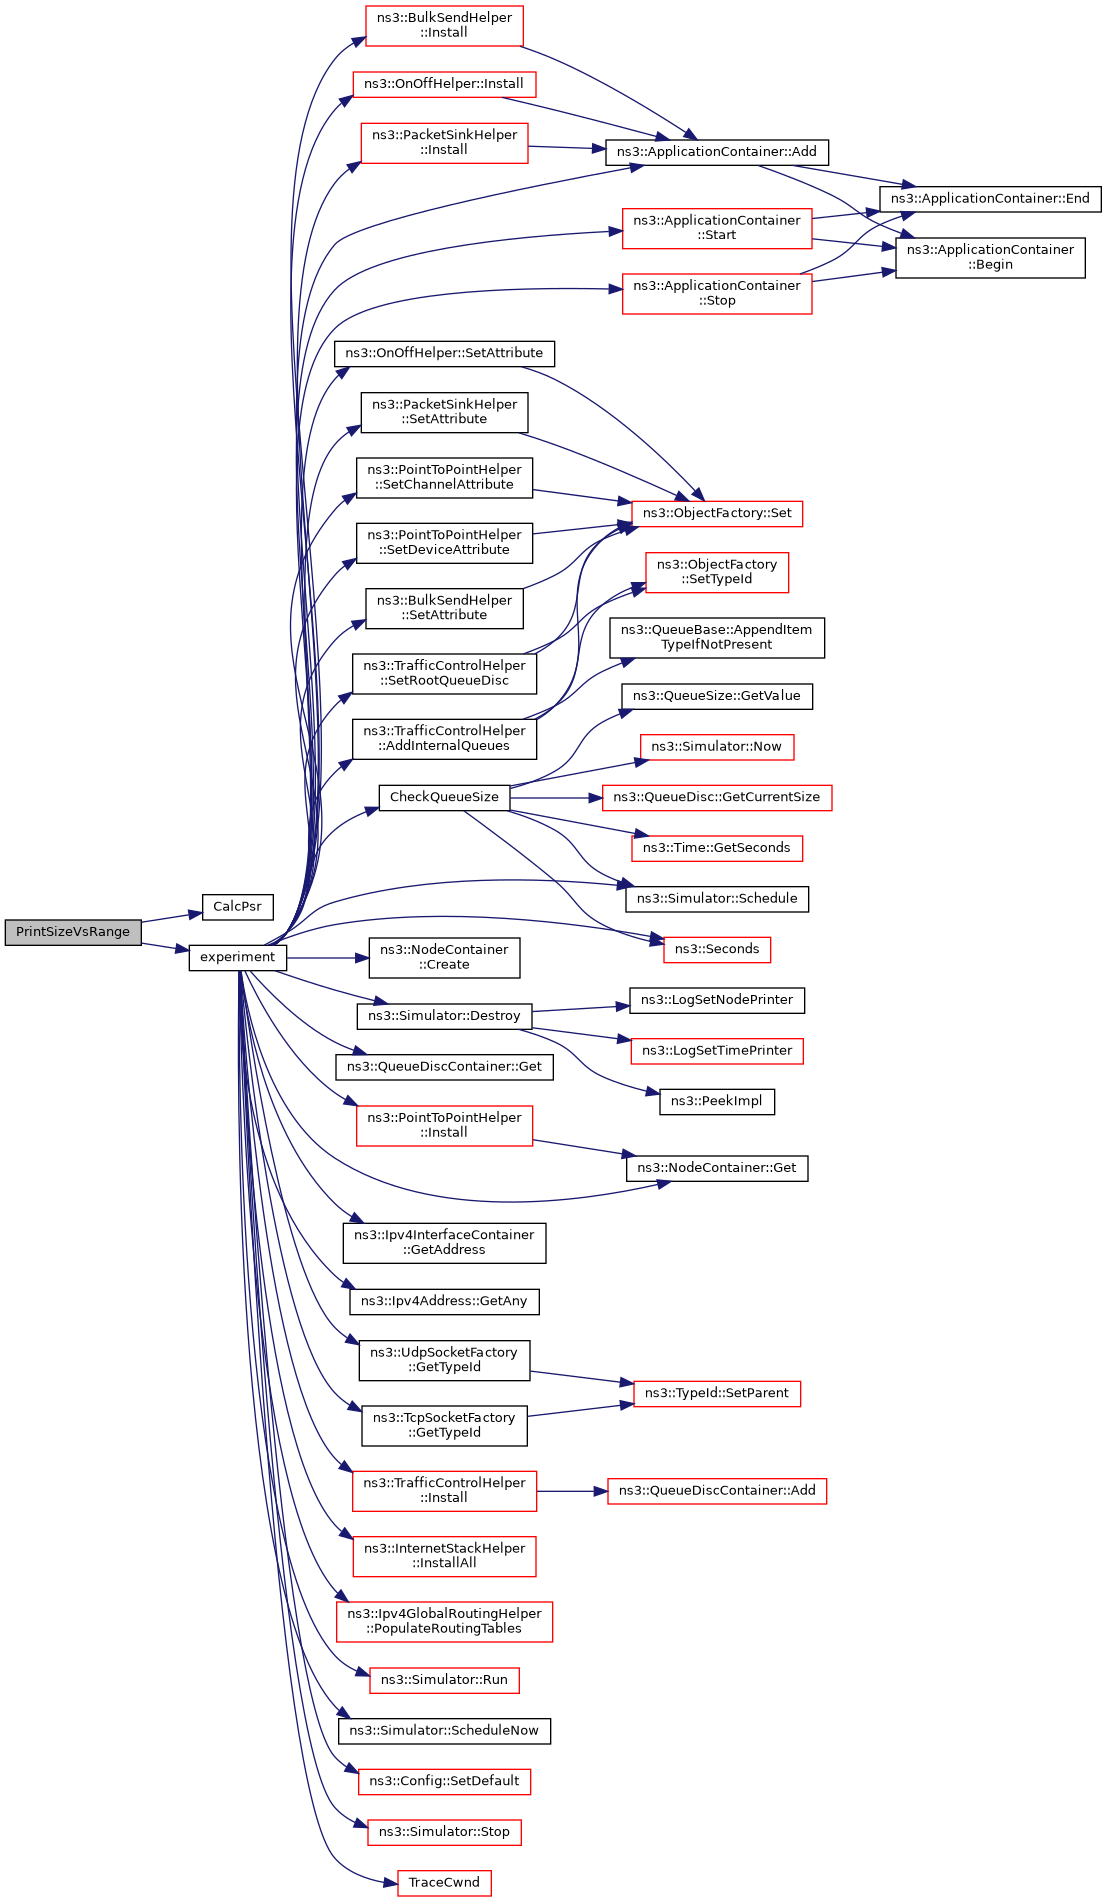 ns3::BulkSendHelper
::Install
ns3::OnOffHelper::Install
ns3::PacketSinkHelper
::Install
ns3::ApplicationContainer::Add
ns3::ApplicationContainer::End
ns3::ApplicationContainer
::Start
ns3::ApplicationContainer
::Begin
ns3::ApplicationContainer
::Stop
ns3::OnOffHelper::SetAttribute
ns3::PacketSinkHelper
::SetAttribute
ns3::PointToPointHelper
::SetChannelAttribute
ns3::ObjectFactory::Set
ns3::PointToPointHelper
::SetDeviceAttribute
ns3::ObjectFactory
::SetTypeId
ns3::BulkSendHelper
::SetAttribute
ns3::QueueBase::AppendItem
TypeIfNotPresent
ns3::TrafficControlHelper
::SetRootQueueDisc
ns3::QueueSize::GetValue
ns3::TrafficControlHelper
::AddInternalQueues
ns3::Simulator::Now
CheckQueueSize
ns3::QueueDisc::GetCurrentSize
ns3::Time::GetSeconds
ns3::Simulator::Schedule
CalcPsr
PrintSizeVsRange
experiment
ns3::Seconds
ns3::NodeContainer
::Create
ns3::LogSetNodePrinter
ns3::Simulator::Destroy
ns3::LogSetTimePrinter
ns3::QueueDiscContainer::Get
ns3::PeekImpl
ns3::PointToPointHelper
::Install
ns3::NodeContainer::Get
ns3::Ipv4InterfaceContainer
::GetAddress
ns3::Ipv4Address::GetAny
ns3::UdpSocketFactory
::GetTypeId
ns3::TypeId::SetParent
ns3::TcpSocketFactory
::GetTypeId
ns3::TrafficControlHelper
::Install
ns3::QueueDiscContainer::Add
ns3::InternetStackHelper
::InstallAll
ns3::Ipv4GlobalRoutingHelper
::PopulateRoutingTables
ns3::Simulator::Run
ns3::Simulator::ScheduleNow
ns3::Config::SetDefault
ns3::Simulator::Stop
TraceCwnd